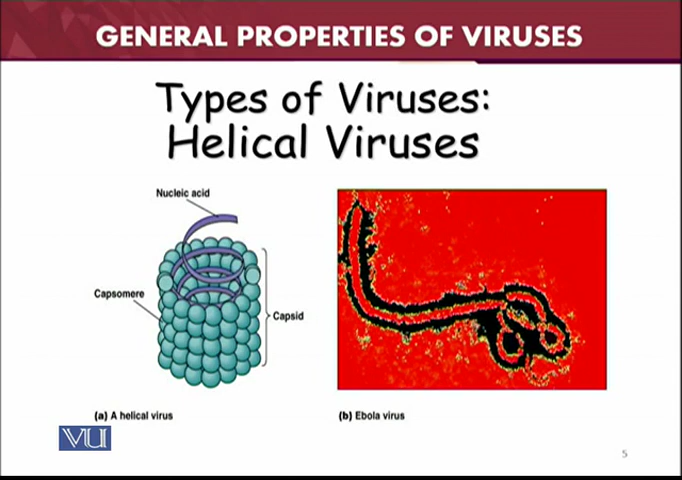 GENERAL PROPERTIES OF VIRUSES
Types of Viruses:
Helical Viruses
Nucleic acid
Capsomere
Capsid
(a) A helical virus
(b) Ebola virus
VU
5